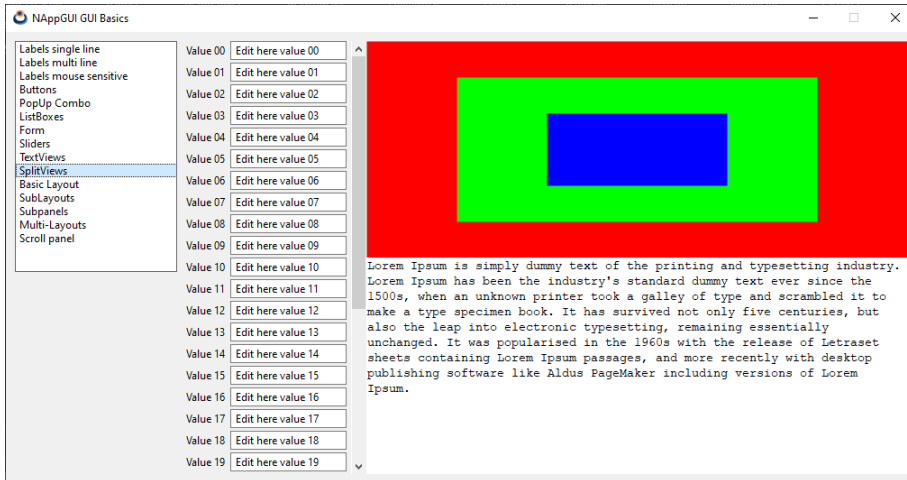 NAppGUI GUI Basics
Labels single line
Labels multi line
Labels mouse sensitive
Buttons
PopUp Combo
ListBoxes
Form
Sliders
TextViews
SplitViews
Basic Layout
SubLayouts
Subpanels
Multi-Layouts
Scroll panel
Value 00 Edit here value 00
Value 01 Edit here value 01
Value 02 Edit here value 02
Value 03 Edit here value 03
Value 04 Edit here value 04
Value 05 Edit here value 05
Value 06 Edit here value 06
Value 07 Edit here value 07
Value 08 Edit here value 08
Value 09 Edit here value 09
Value 10 Edit here value 10
Value 11 Edit here value 11
Value 12 Edit here value 12
Value 13 Edit here value 13
Value 14 Edit here value 14
Value 15 Edit here value 15
Value 16 Edit here value 16
Value 17 Edit here value 17
Value 18 Edit here value 18
Value 19 Edit here value 19
Lorem Ipsum is simply dummy text of the printing and typesetting industry.
Lorem Ipsum has been the industry's standard dummy text ever since the
1500s, when an unknown printer took a galley of type and scrambled it to
make a type specimen book. It has survived not only five centuries, but
also the leap into electronic typesetting, remaining essentially
unchanged. It was popularised in the 1960s with the release of Letraset
sheets containing Lorem Ipsum passages, and more recently with desktop
publishing software like Aldus PageMaker including versions of Lorem
Ipsum.